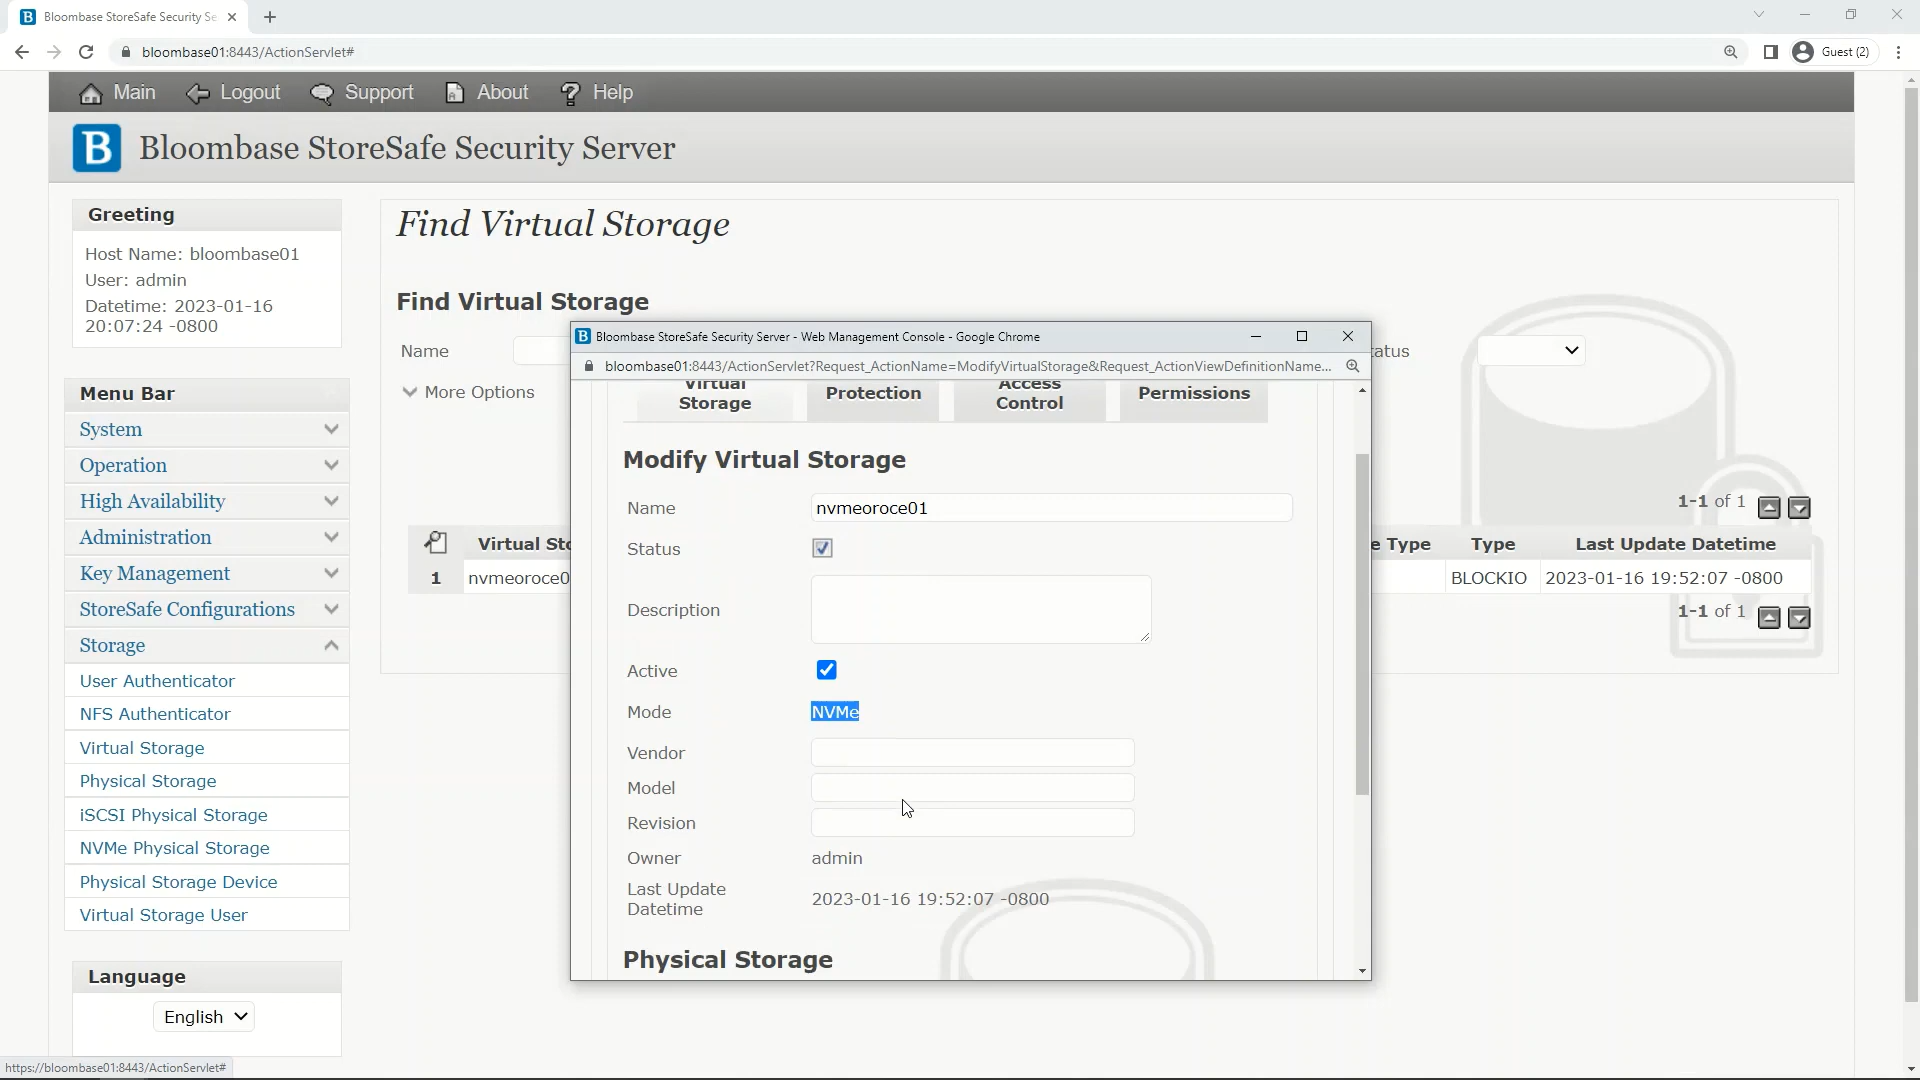 Bloombase StoreSafe Security Se
bloombase01:8443/ActionServlet#
Guest (2)
Main
Logout
Support
About
Help
B
Bloombase StoreSafe Security Server
Greeting
Host Name: bloombase01
User: admin
Datetime: 2023-01-16
20:07:24 -0800
Menu Bar
System
Operation
High Availability
Administration
Key Management
StoreSafe Configurations
Storage
User Authenticator
NFS Authenticator
Virtual Storage
Physical Storage
iSCSI Physical Storage
NVMe Physical Storage
Physical Storage Device
Virtual Storage User
Language
English
Find Virtual Storage
Find Virtual Storage
Name
tatus
More Options
1-1 of 1
Virtual Sto
e Type
Type
Last Update Datetime
1
nvmeoroce0
BLOCKIO
2023-01-16 19:52:07 -0800
1-1 of 1
Bloombase StoreSafe Security Server - Web Management Console - Google Chrome
bloombase01:8443/ActionServlet?Request_ActionName=ModifyVirtualStorage&Request_ActionViewDefinitionName...
Virtual
Storage
Protection
Access
Control
Permissions
Modify Virtual Storage
Name
nvmeoroce01
Status
Description
Active
Mode
NVMe
Vendor
Model
Revision
Owner
admin
Last Update
Datetime
2023-01-16 19:52:07 -0800
Physical Storage
https://bloombase01:8443/ActionServlet#